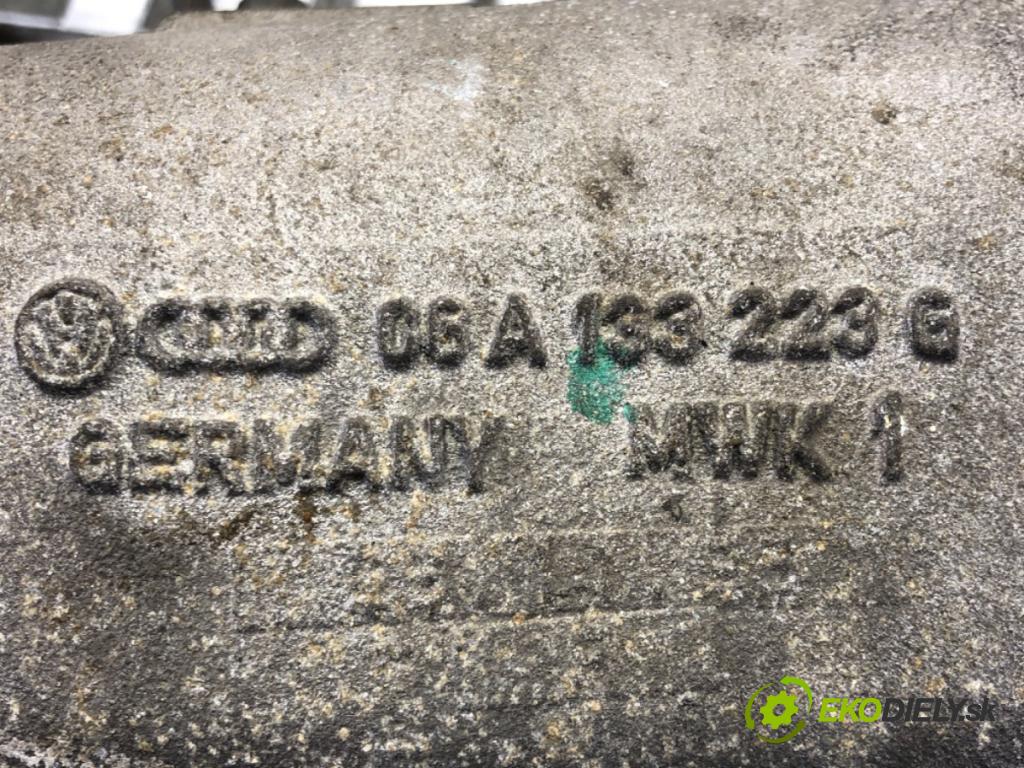 06 A 133 223 G
GERMANY MWK 1
EKODIELY.sk